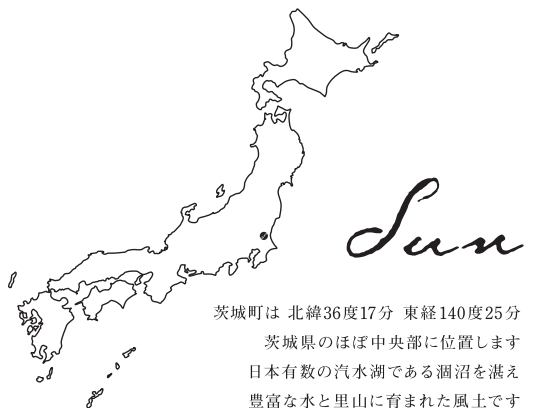 Sun
茨城町は 北緯36度17分 東経140度25分
茨城県のほぼ中央部に位置します
日本有数の汽水湖である涸沼を湛え
豊富な水と里山に育まれた風土です